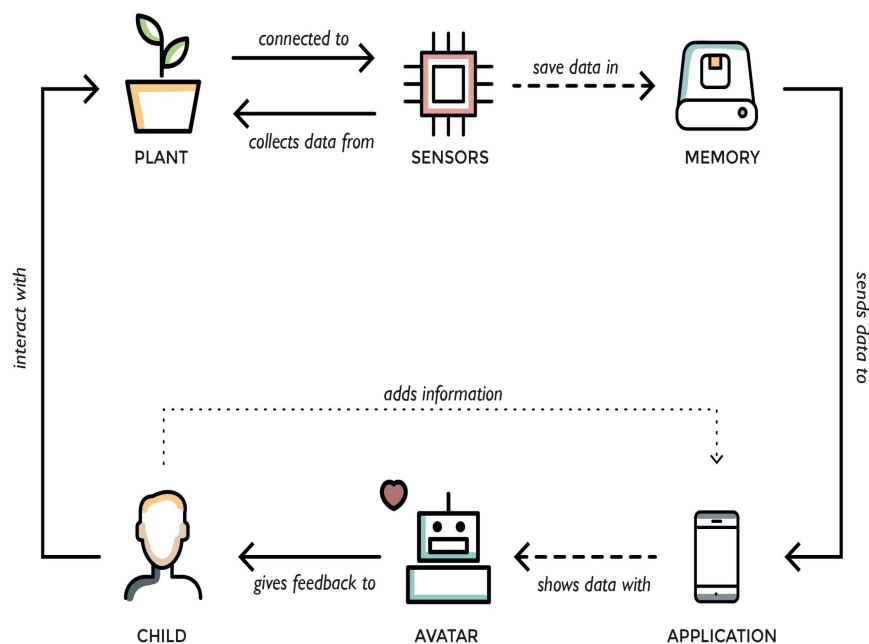 connected to
save data in
collects data from
PLANT
SENSORS
MEMORY
interact with
sends data to
adds information
gives feedback to
shows data with
CHILD
AVATAR
APPLICATION